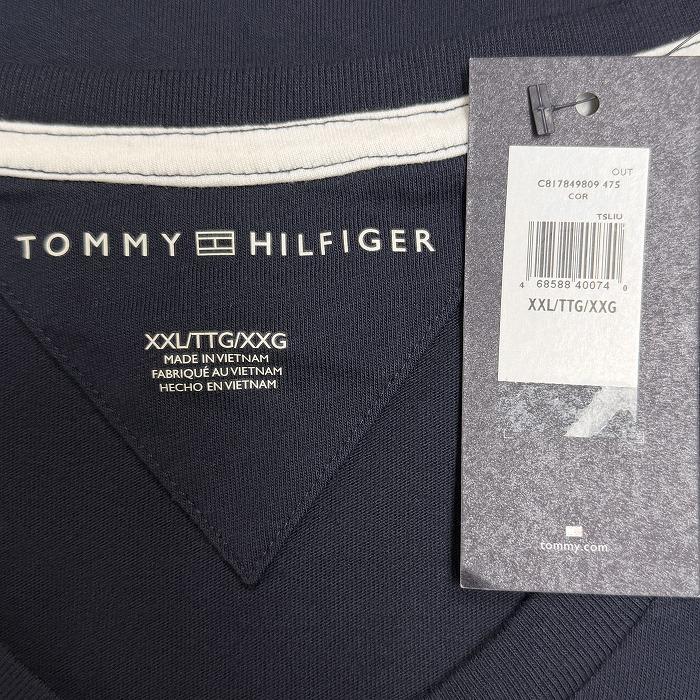 TOMMY HILFIGER
XXL/TTG/XXG
MADE IN VIETNAM
FABRIQUÉ AU VIETNAM
HECHO EN VIETNAM
OUT
C817849809 475
COR
TSLIU
4 68588 40074 0
XXL/TTG/XXG
tommy.com